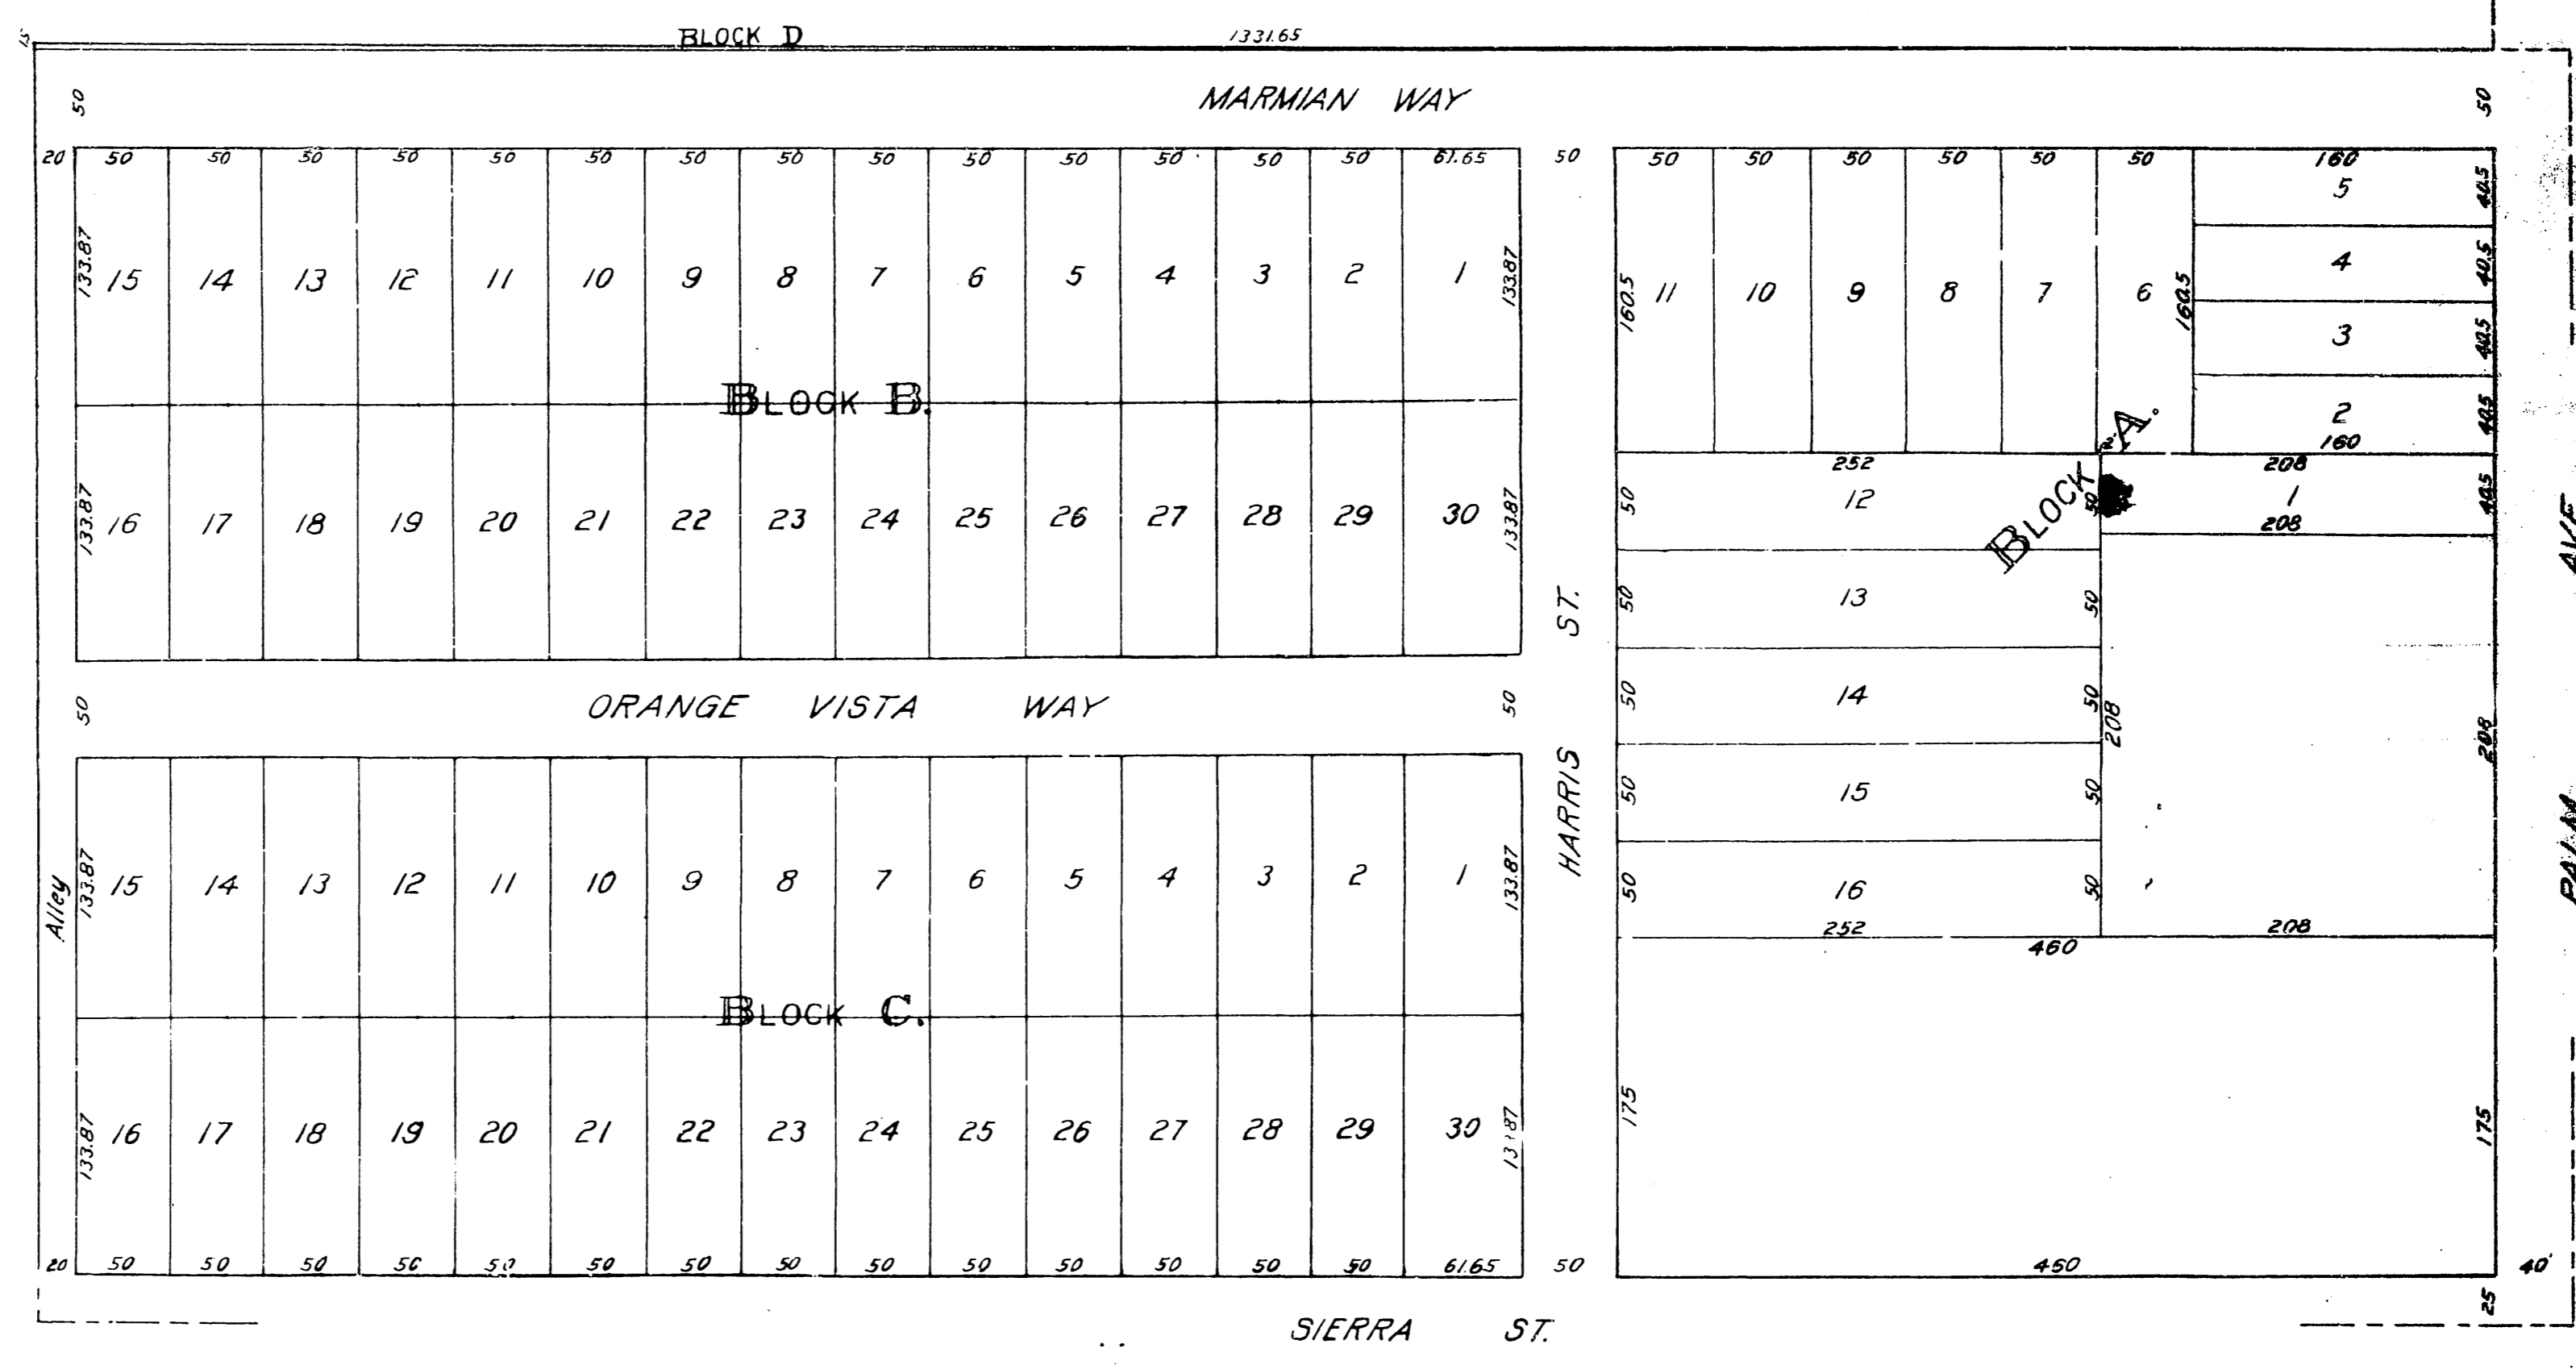 15 BLOCK D 1331.65
50 MARMIAN WAY 50
20 50 50 50 50 50 50 50 50 50 50 50 50 50 50 61.65 50 50 50 50 50 50 50 160
5 40.5
133.87 15 14 13 12 11 10 9 8 7 6 5 4 3 2 1 133.87
160.5 11 10 9 8 7 6 160.5
4 40.5
3 40.5
2 40.5
160
BLOCK B.
BLOCK A.
252 208
133.87 16 17 18 19 20 21 22 23 24 25 26 27 28 29 30 133.87
50 12 50 1 40.5
208
50 13 50
50 ORANGE VISTA WAY 50
HARRIS ST.
50 14 50
208 208
50 15 50
50 16 50
252 208
460
PALM AVE
Alley
133.87 15 14 13 12 11 10 9 8 7 6 5 4 3 2 1 133.87
BLOCK C.
133.87 16 17 18 19 20 21 22 23 24 25 26 27 28 29 30 133.87
175 175
20 50 50 50 50 50 50 50 50 50 50 50 50 50 50 61.65 50 460 40'
25
SIERRA ST.